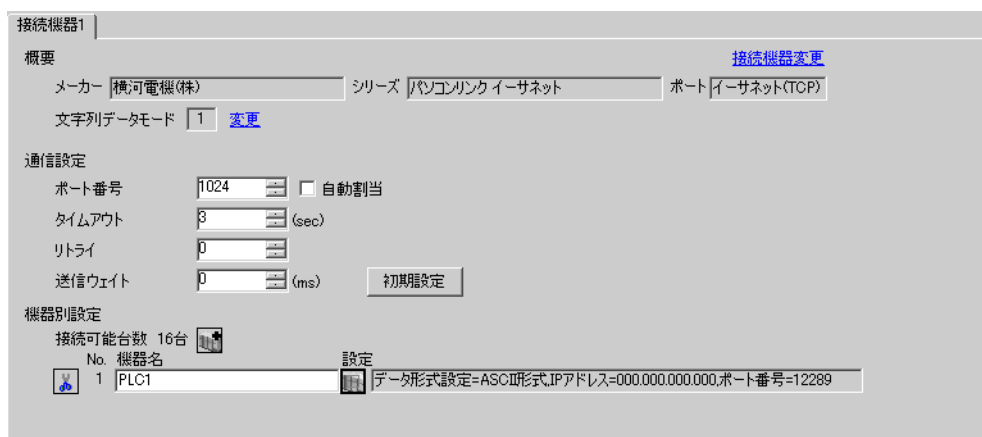 接続機器1
概要 接続機器変更
メーカー 横河電機(株) シリーズ パソコンリンク イーサネット ポート イーサネット(TCP)
文字列データモード 1 変更
通信設定
ポート番号 1024 自動割当
タイムアウト 3 (sec)
リトライ 0
送信ウェイト 0 (ms) 初期設定
機器別設定
接続可能台数 16台
No. 機器名 設定
1 PLC1 データ形式設定=ASCII形式,IPアドレス=000.000.000.000,ポート番号=12289